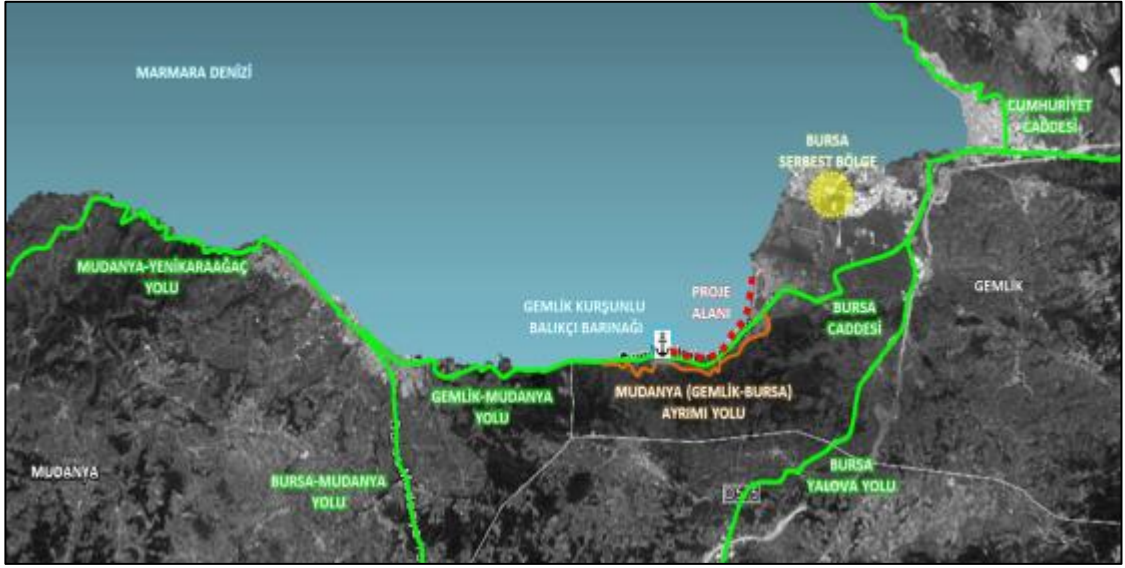 MARMARA DENİZİ
CUMHURİYET
CADDESİ
BURSA
SERBEST BÖLGE
MUDANYA-YENİKARAAĞAÇ
YOLU
GEMLİK
PROJE
ALANI
GEMLİK KURŞUNLU
BALIKÇI BARINAĞI
BURSA
CADDESİ
GEMLİK-MUDANYA
YOLU
MUDANYA (GEMLİK-BURSA)
AYRIMI YOLU
MUDANYA
BURSA-MUDANYA
YOLU
BURSA
YALOVA YOLU
D575